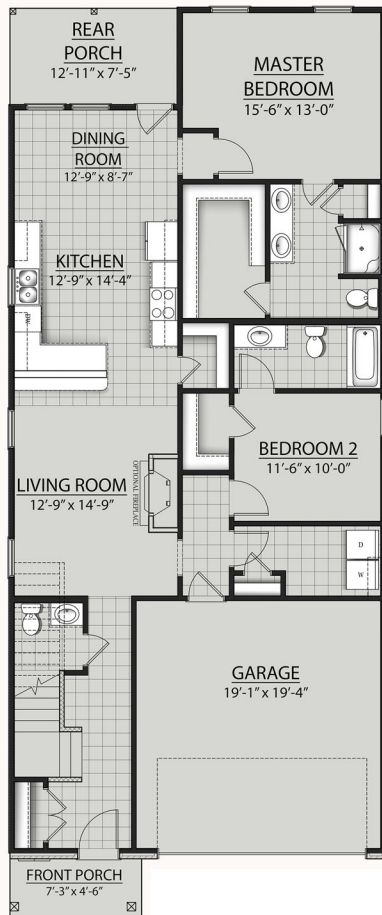 REAR
PORCH
12'-11" x 7'-5"
MASTER
BEDROOM
15'-6" x 13'-0"
DINING
ROOM
12'-9" x 8'-7"
KITCHEN
12'-9" x 14'-4"
DW
BEDROOM 2
11'-6" x 10'-0"
LIVING ROOM
12'-9" x 14'-9"
OPTIONAL FIREPLACE
D
W
GARAGE
19'-1" x 19'-4"
FRONT PORCH
7'-3" x 4'-6"